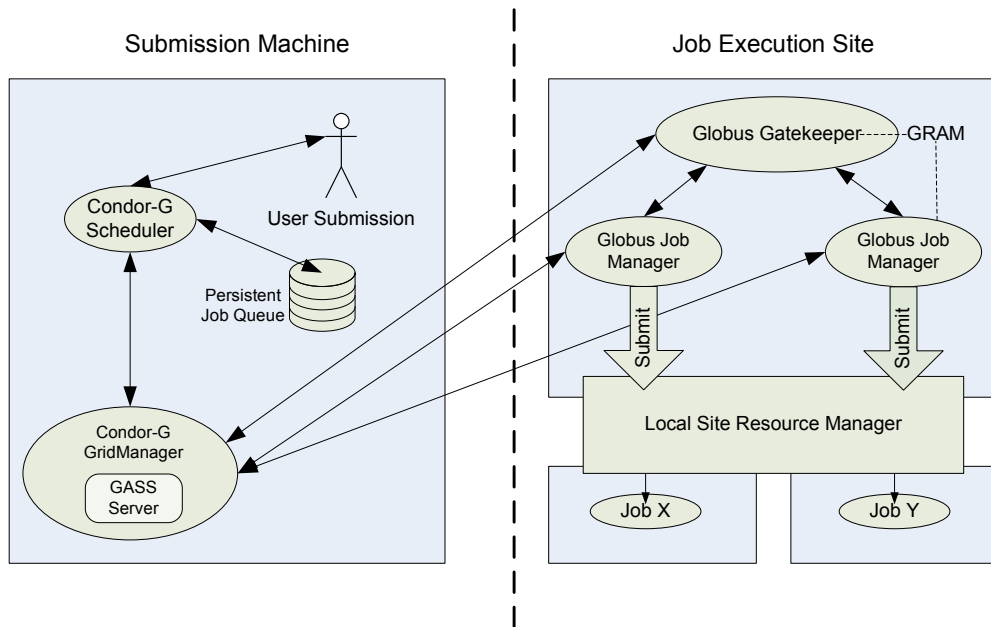 Submission Machine
Job Execution Site
Globus Gatekeeper
GRAM
Condor-G
Scheduler
User Submission
Globus Job
Manager
Globus Job
Manager
Persistent
Job Queue
Submit
Submit
Condor-G
GridManager
GASS
Server
Local Site Resource Manager
Job X
Job Y